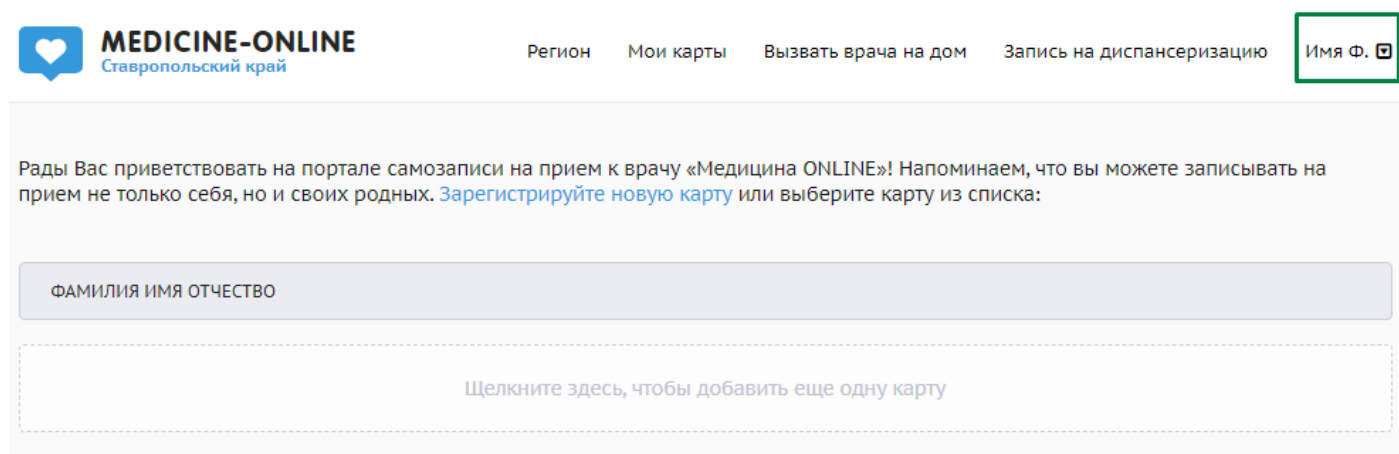 MEDICINE-ONLINE
Ставропольский край
Регион Мои карты Вызвать врача на дом Запись на диспансеризацию Имя Ф.
Рады Вас приветствовать на портале самозаписи на прием к врачу «Медицина ONLINE»! Напоминаем, что вы можете записывать на
прием не только себя, но и своих родных. Зарегистрируйте новую карту или выберите карту из списка:
ФАМИЛИЯ ИМЯ ОТЧЕСТВО
Щелкните здесь, чтобы добавить еще одну карту